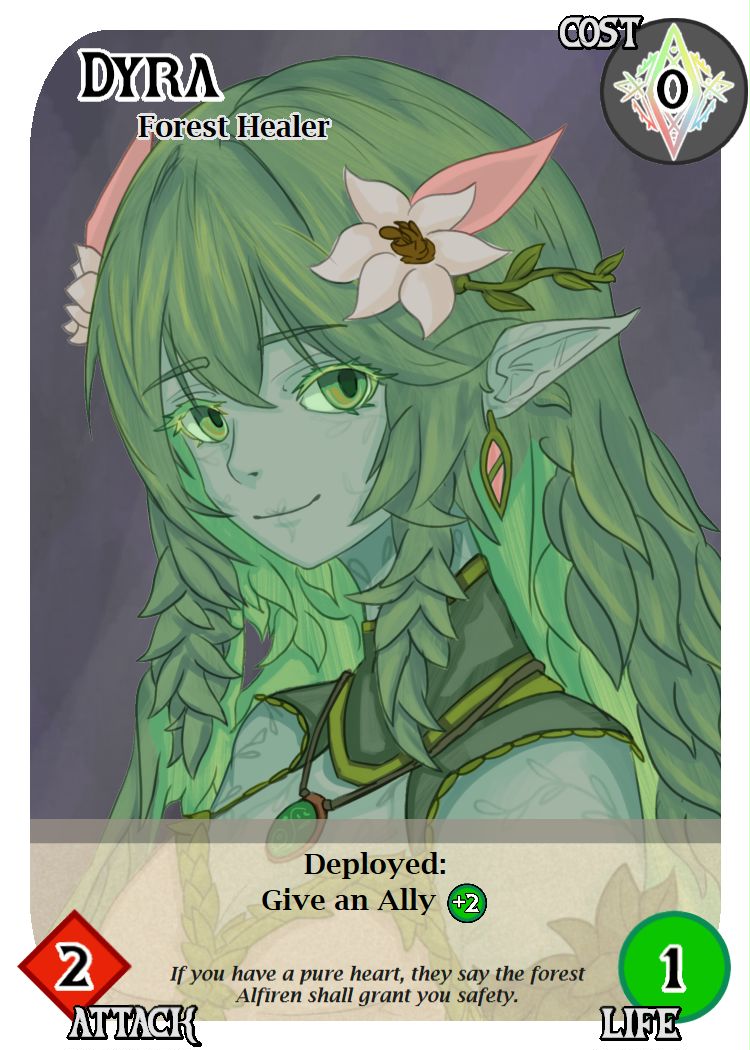 COST
0
Dyra
Forest Healer
Deployed:
Give an Ally +2
If you have a pure heart, they say the forest
Alfiren shall grant you safety.
2
ATTACK
1
LIFE